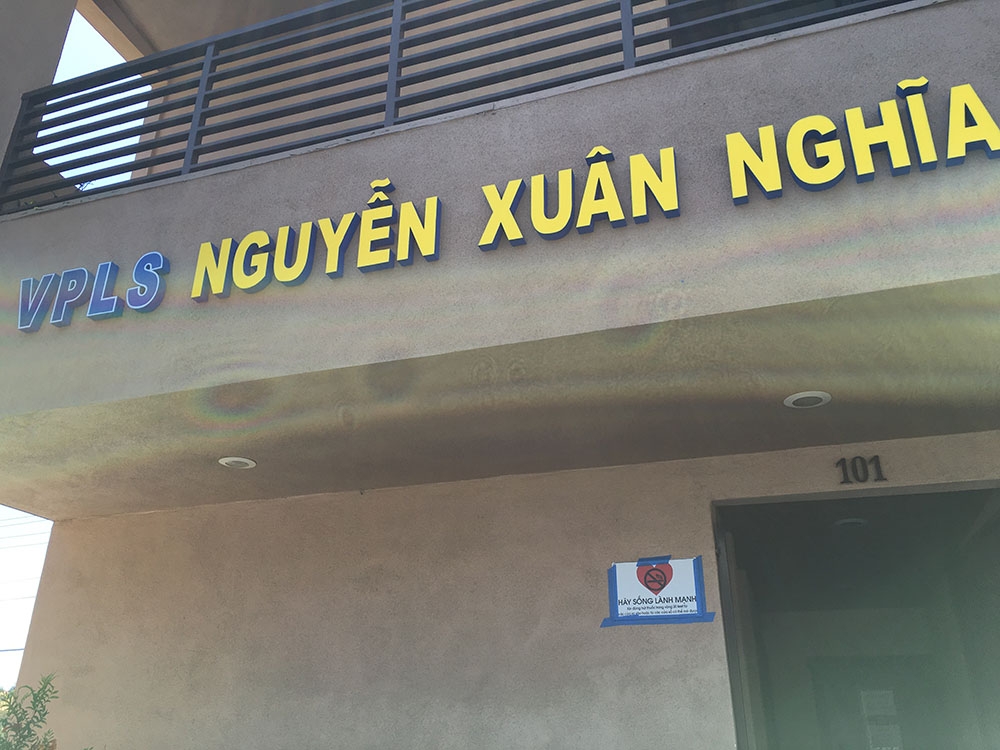 VPLS NGUYỄN XUÂN NGHĨA
101
HÃY SỐNG LÀNH MẠNH